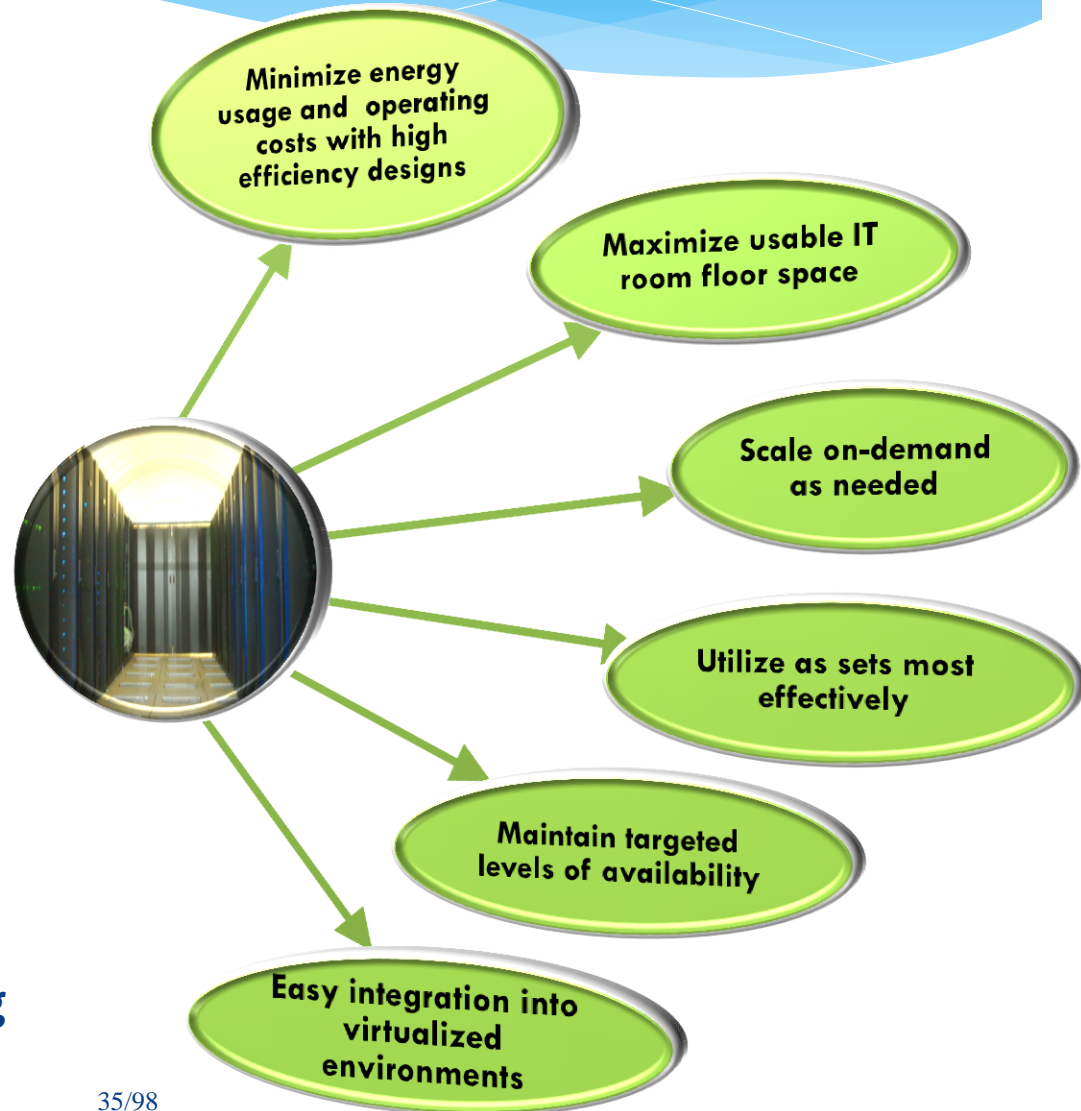 Minimize energy
usage and operating
costs with high
efficiency designs
Maximize usable IT
room floor space
Scale on-demand
as needed
Utilize as sets most
effectively
Maintain targeted
levels of availability
Easy integration into
virtualized
environments
g
35/98